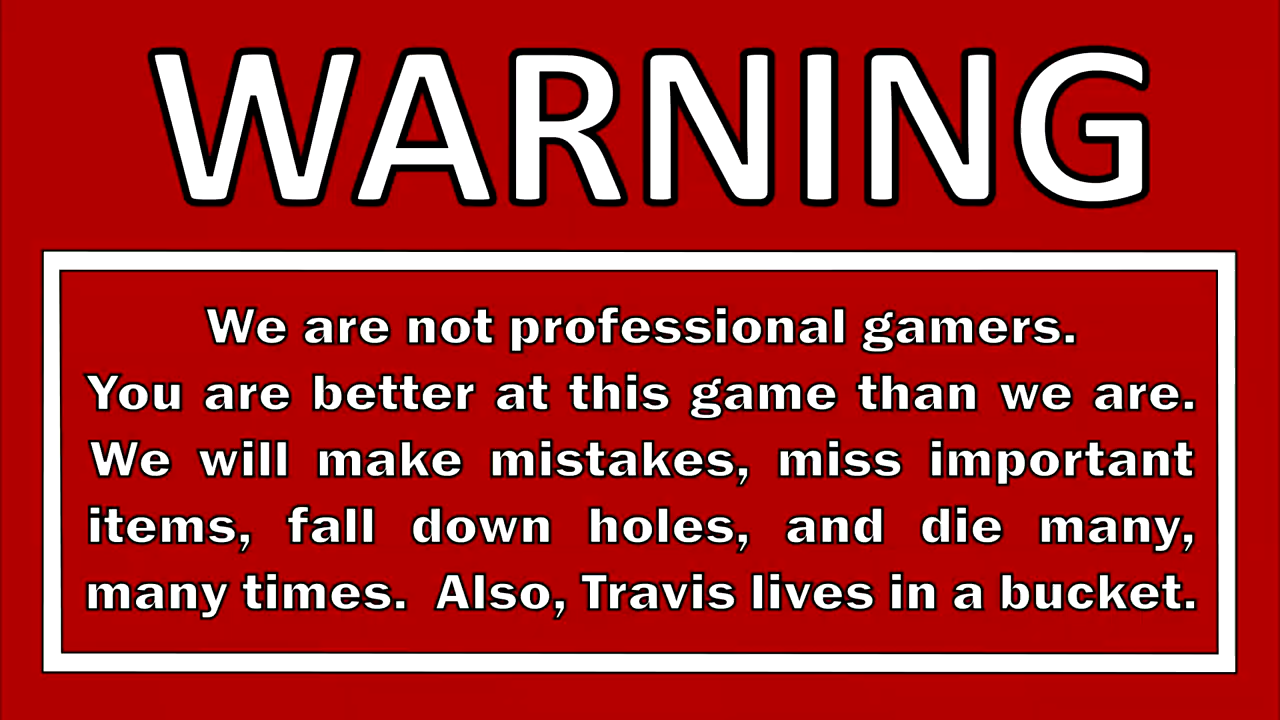 WARNING
We are not professional gamers.
You are better at this game than we are.
We will make mistakes, miss important
items, fall down holes, and die many,
many times. Also, Travis lives in a bucket.